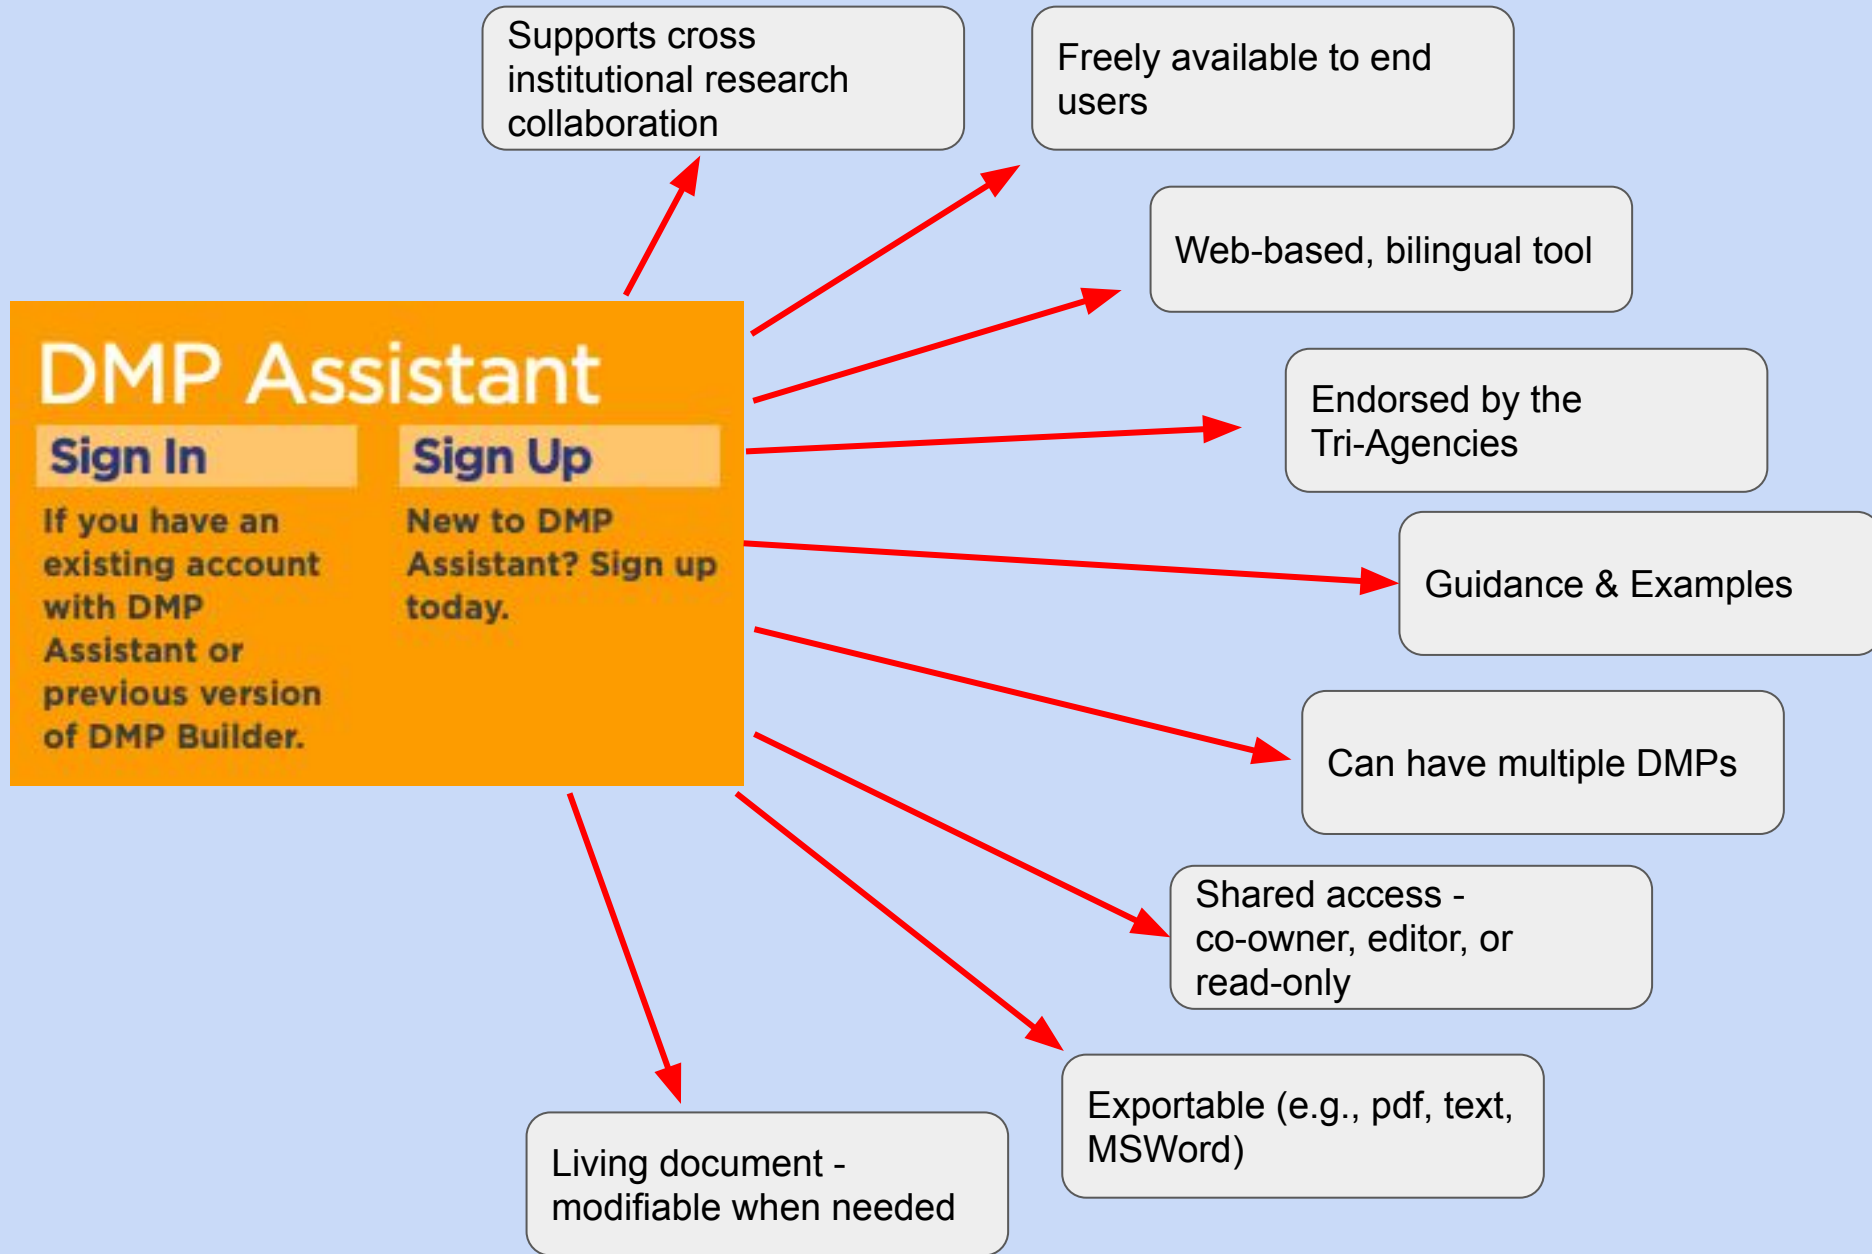 Supports cross
institutional research
collaboration
Freely available to end
users
Web-based, bilingual tool
Endorsed by the
Tri-Agencies
Guidance & Examples
Can have multiple DMPs
Shared access -
co-owner, editor, or
read-only
Exportable (e.g., pdf, text,
MSWord)
Living document -
modifiable when needed
DMP Assistant
Sign In
If you have an
existing account
with DMP
Assistant or
previous version
of DMP Builder.
Sign Up
New to DMP
Assistant? Sign up
today.